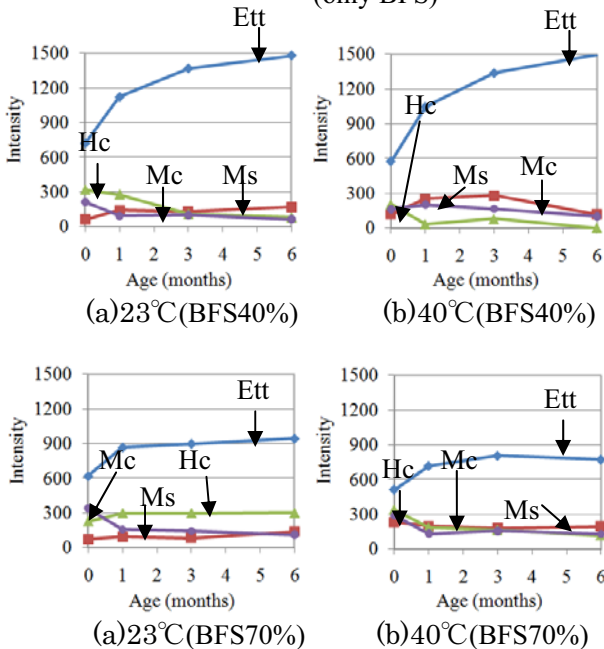 (only BFS)
Ett
Ett
1500
1200
900
600
300
0
Intensity
Hc
Mc
Ms
0 1 2 3 4 5 6
Age (months)
(a)23℃(BFS40%)
1500
1200
900
600
300
0
Intensity
Hc
Ms
Mc
0 1 2 3 4 5 6
Age (months)
(b)40℃(BFS40%)
1500
1200
900
600
300
0
Intensity
Ett
Mc
Hc
Ms
0 1 2 3 4 5 6
Age (months)
(a)23℃(BFS70%)
1500
1200
900
600
300
0
Intensity
Ett
Hc
Mc
Ms
0 1 2 3 4 5 6
Age (months)
(b)40℃(BFS70%)